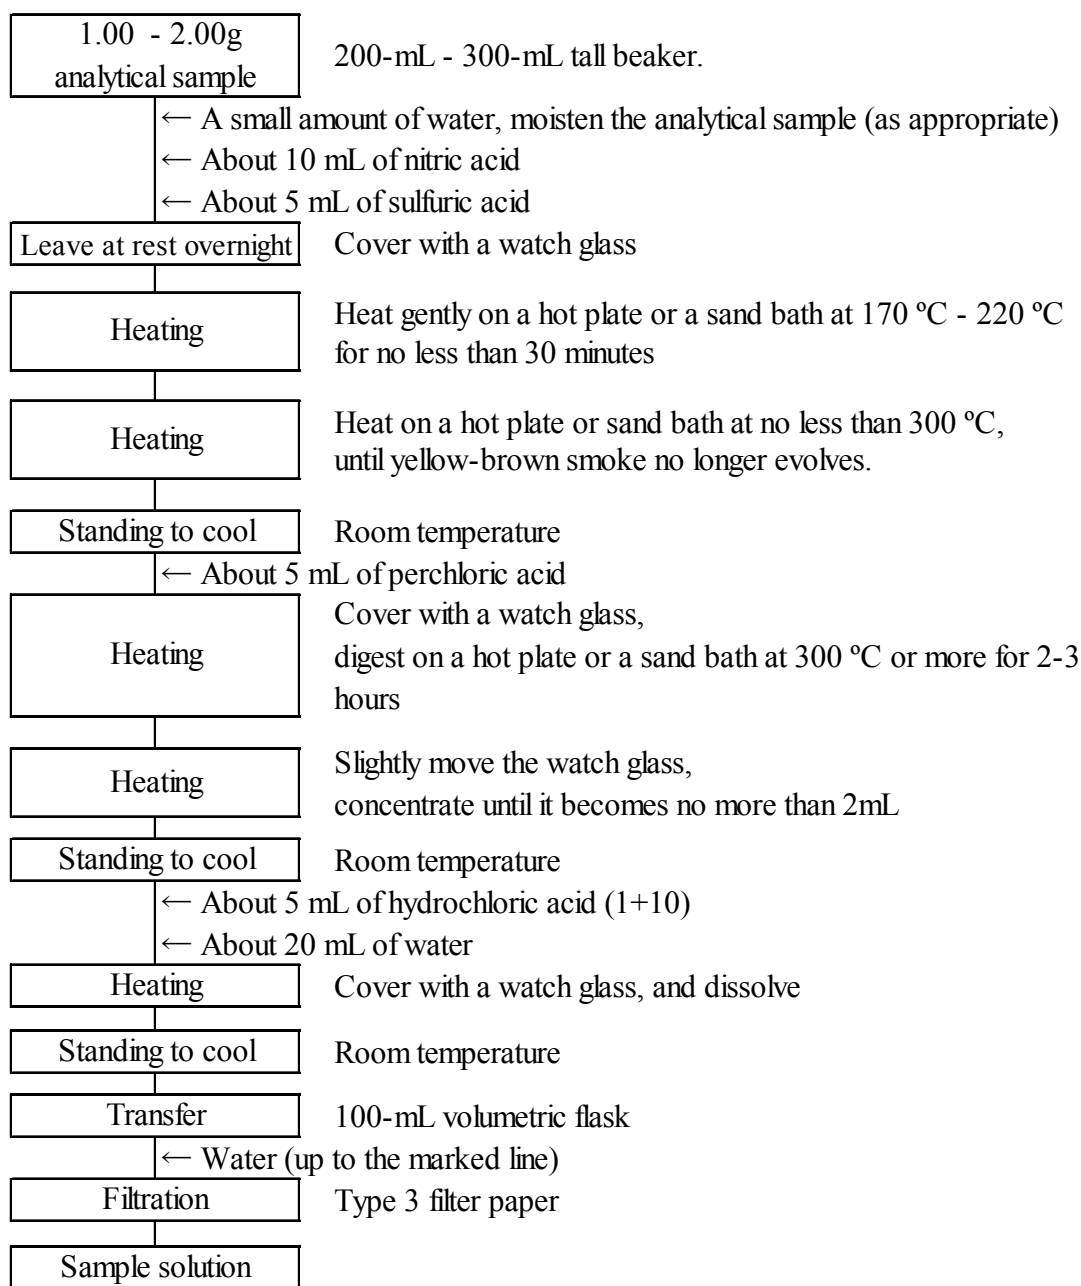 1.00 - 2.00g
analytical sample
200-mL - 300-mL tall beaker.
← A small amount of water, moisten the analytical sample (as appropriate)
← About 10 mL of nitric acid
← About 5 mL of sulfuric acid
Leave at rest overnight
Cover with a watch glass
Heating
Heat gently on a hot plate or a sand bath at 170 ºC - 220 ºC
for no less than 30 minutes
Heating
Heat on a hot plate or sand bath at no less than 300 ºC,
until yellow-brown smoke no longer evolves.
Standing to cool
Room temperature
← About 5 mL of perchloric acid
Heating
Cover with a watch glass,
digest on a hot plate or a sand bath at 300 ºC or more for 2-3
hours
Heating
Slightly move the watch glass,
concentrate until it becomes no more than 2mL
Standing to cool
Room temperature
← About 5 mL of hydrochloric acid (1+10)
← About 20 mL of water
Heating
Cover with a watch glass, and dissolve
Standing to cool
Room temperature
Transfer
100-mL volumetric flask
← Water (up to the marked line)
Filtration
Type 3 filter paper
Sample solution